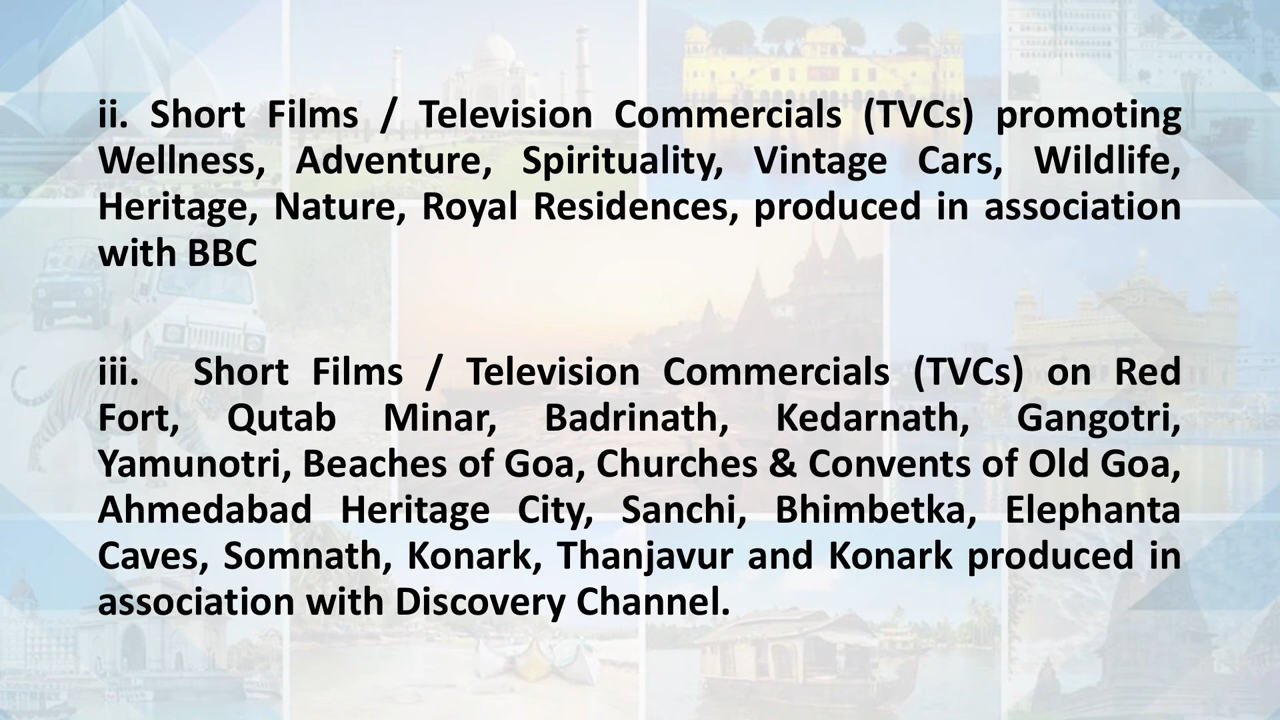 ii. Short Films / Television Commercials (TVCs) promoting
Wellness, Adventure, Spirituality, Vintage Cars, Wildlife,
Heritage, Nature, Royal Residences, produced in association
with BBC
iii. Short Films / Television Commercials (TVCs) on Red
Fort, Qutab Minar, Badrinath, Kedarnath, Gangotri,
Yamunotri, Beaches of Goa, Churches & Convents of Old Goa,
Ahmedabad Heritage City, Sanchi, Bhimbetka, Elephanta
Caves, Somnath, Konark, Thanjavur and Konark produced in
association with Discovery Channel.